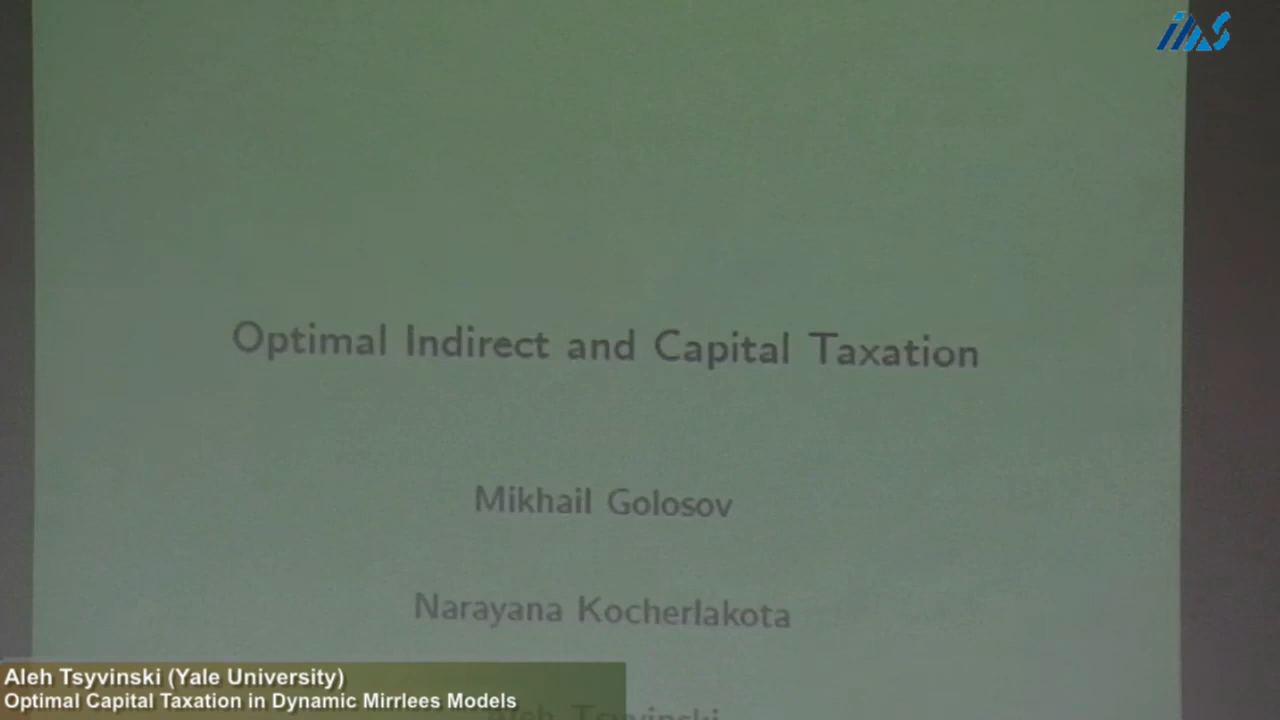 ihs
Optimal Indirect and Capital Taxation
Mikhail Golosov
Narayana Kocherlakota
Aleh Tsyvinski
Aleh Tsyvinski (Yale University)
Optimal Capital Taxation in Dynamic Mirrlees Models